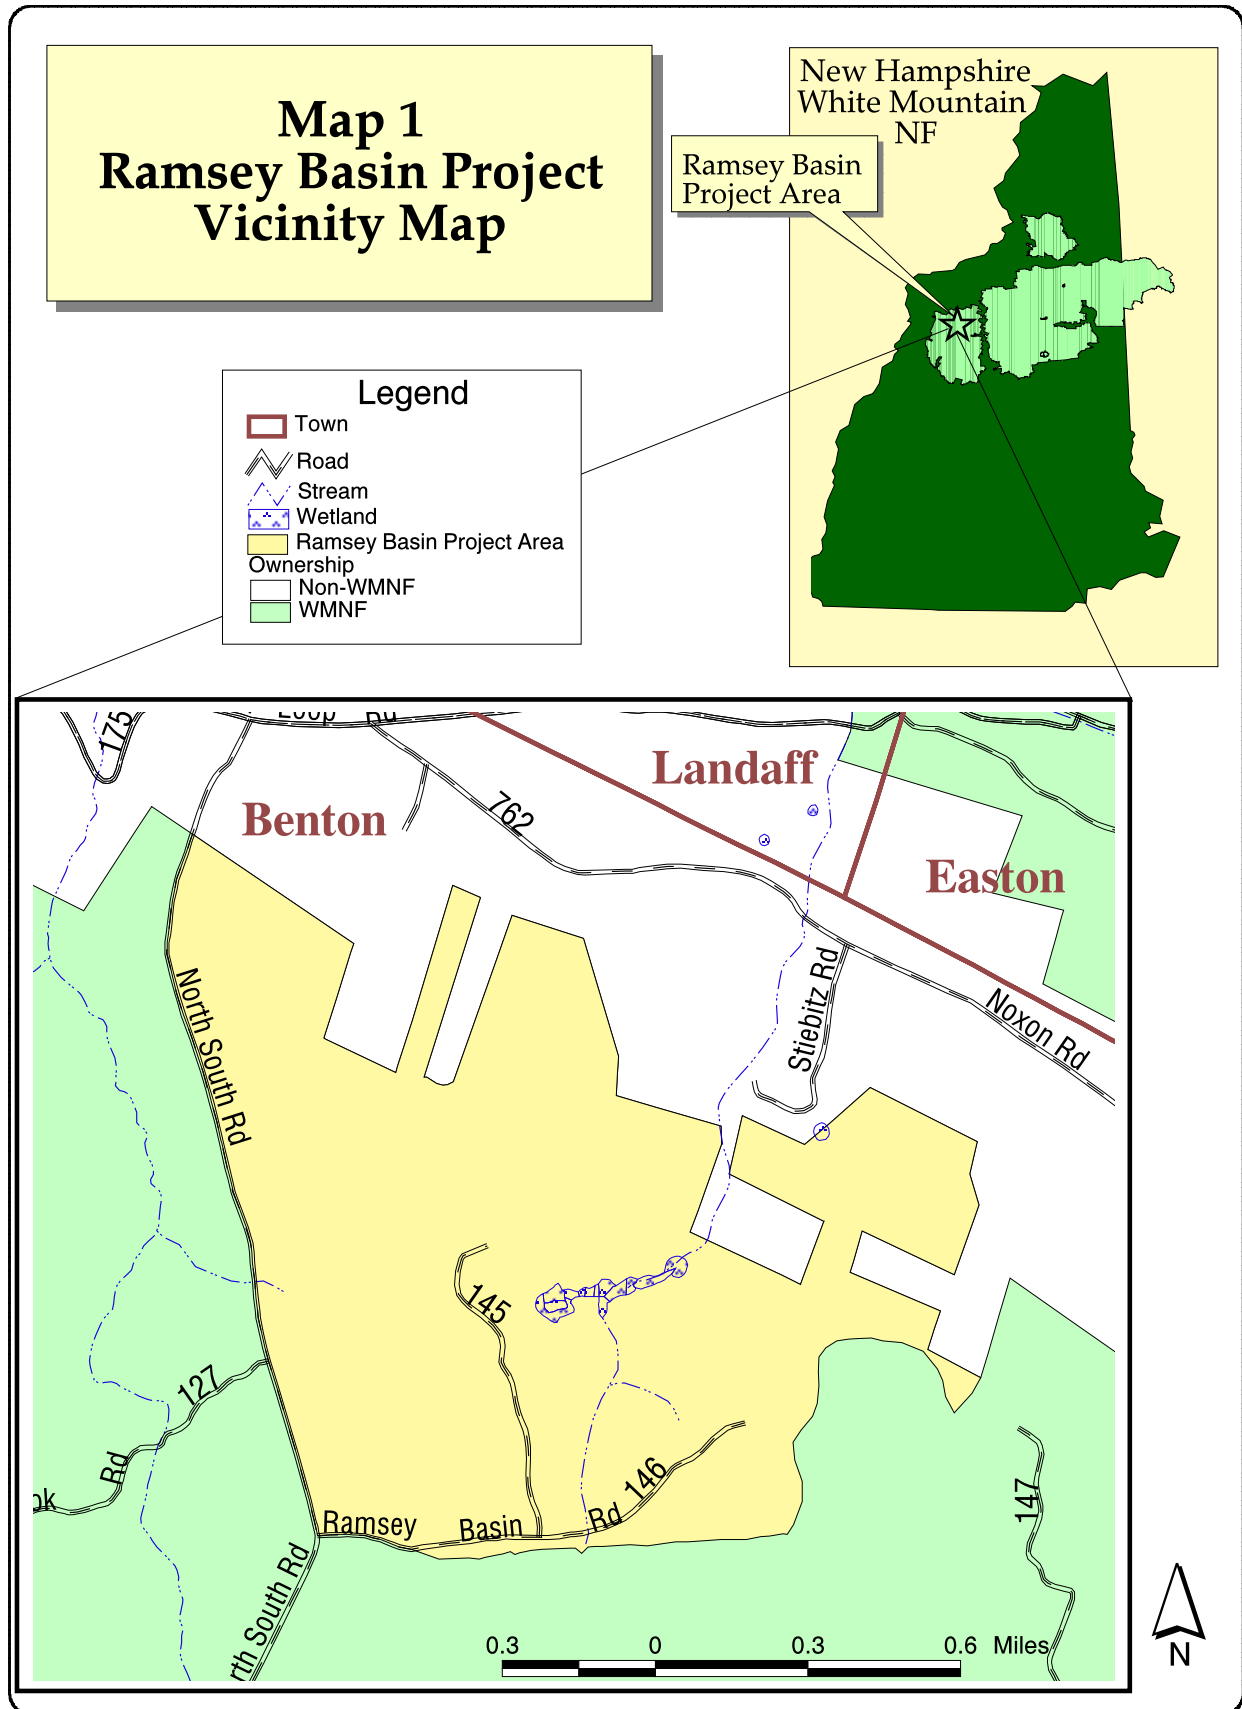 Map 1
Ramsey Basin Project
Vicinity Map
New Hampshire
White Mountain
NF
Ramsey Basin
Project Area
Legend
Town
Road
Stream
Wetland
Ramsey Basin Project Area
Ownership
Non-WMNF
WMNF
175
Loop Rd
Landaff
Benton
762
Easton
Stiebitz Rd
North South Rd
Noxon Rd
145
127
Rd
ok
146
147
Ramsey Basin Rd
rth South Rd
0.3 0 0.3 0.6 Miles
N